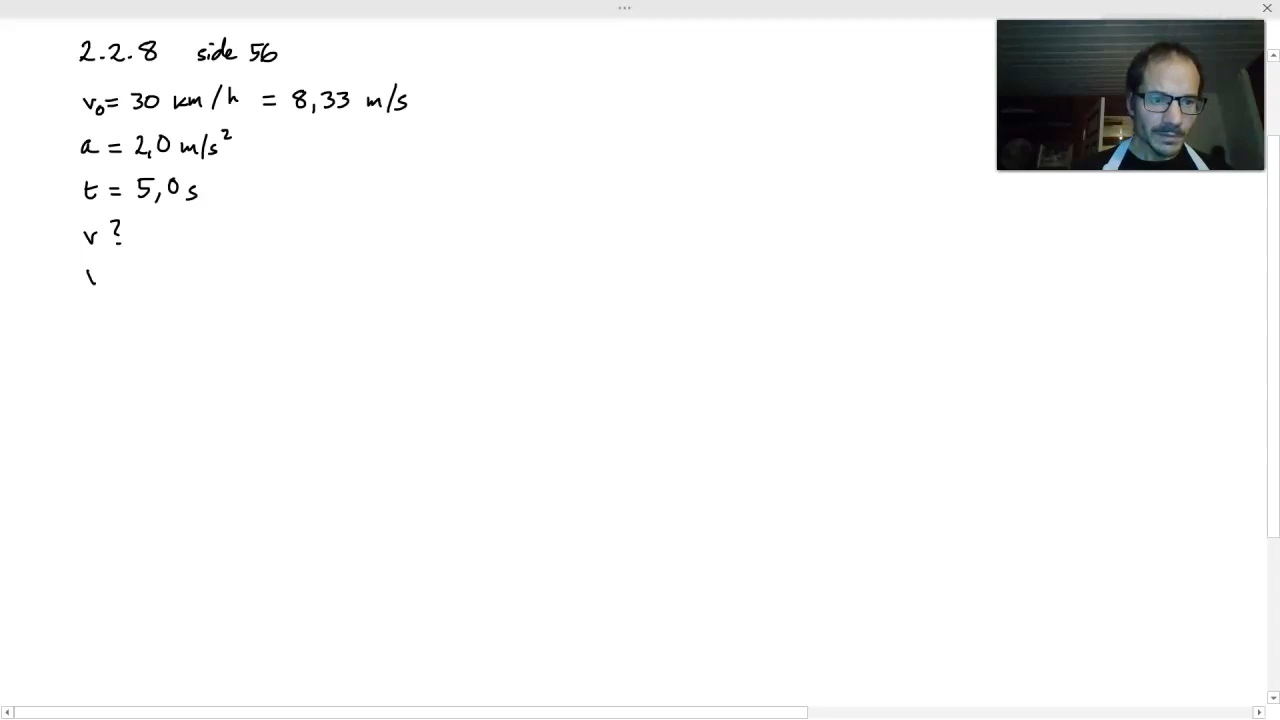 2.2.8 side 56
v₀ = 30 km/h = 8,33 m/s
a = 2,0 m/s²
t = 5,0 s
v ?